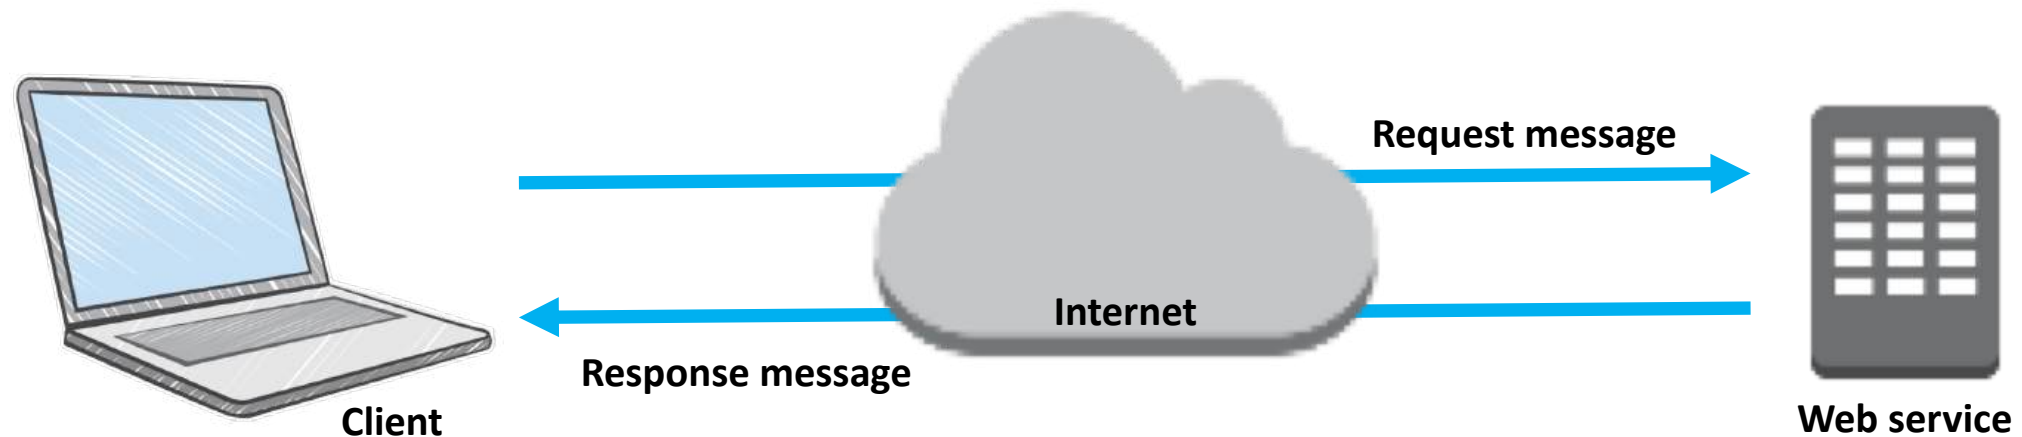 Request message
Internet
Response message
Client
Web service